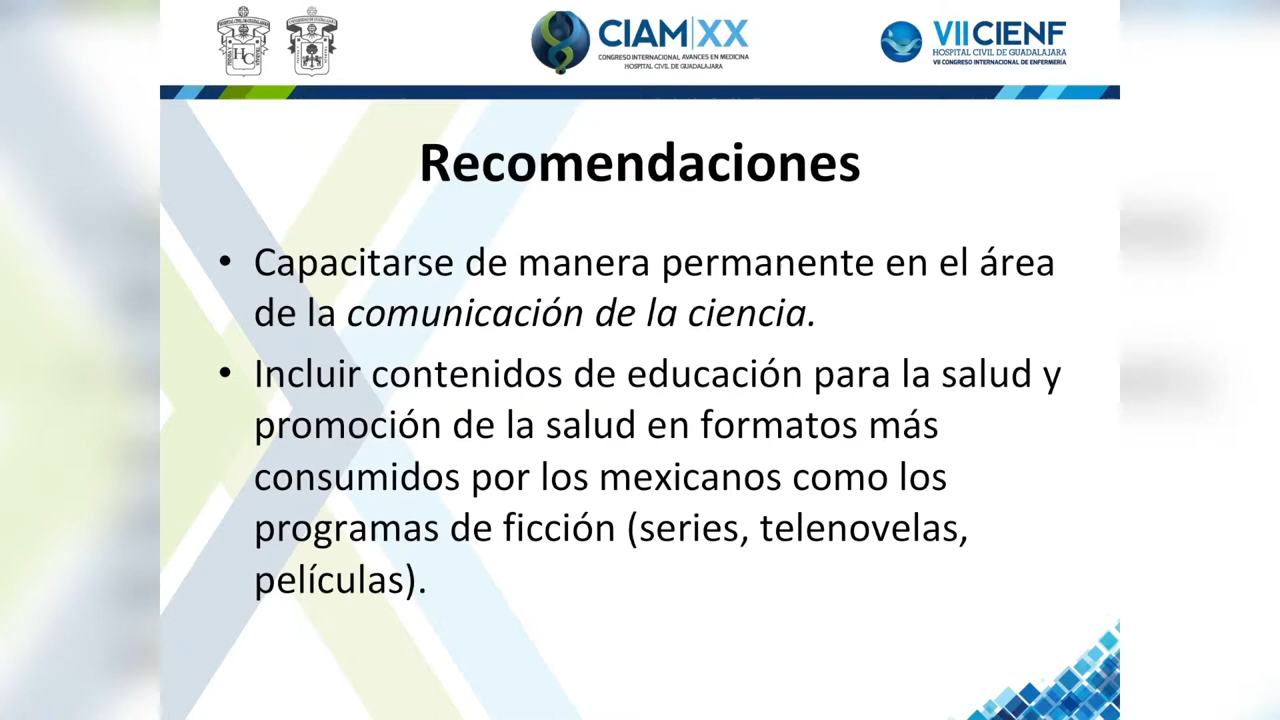 CIAM|XX
CONGRESO INTERNACIONAL AVANCES EN MEDICINA
HOSPITAL CIVIL DE GUADALAJARA
VII CIENF
HOSPITAL CIVIL DE GUADALAJARA
VII CONGRESO INTERNACIONAL DE ENFERMERÍA
Recomendaciones
• Capacitarse de manera permanente en el área
de la comunicación de la ciencia.
• Incluir contenidos de educación para la salud y
promoción de la salud en formatos más
consumidos por los mexicanos como los
programas de ficción (series, telenovelas,
películas).